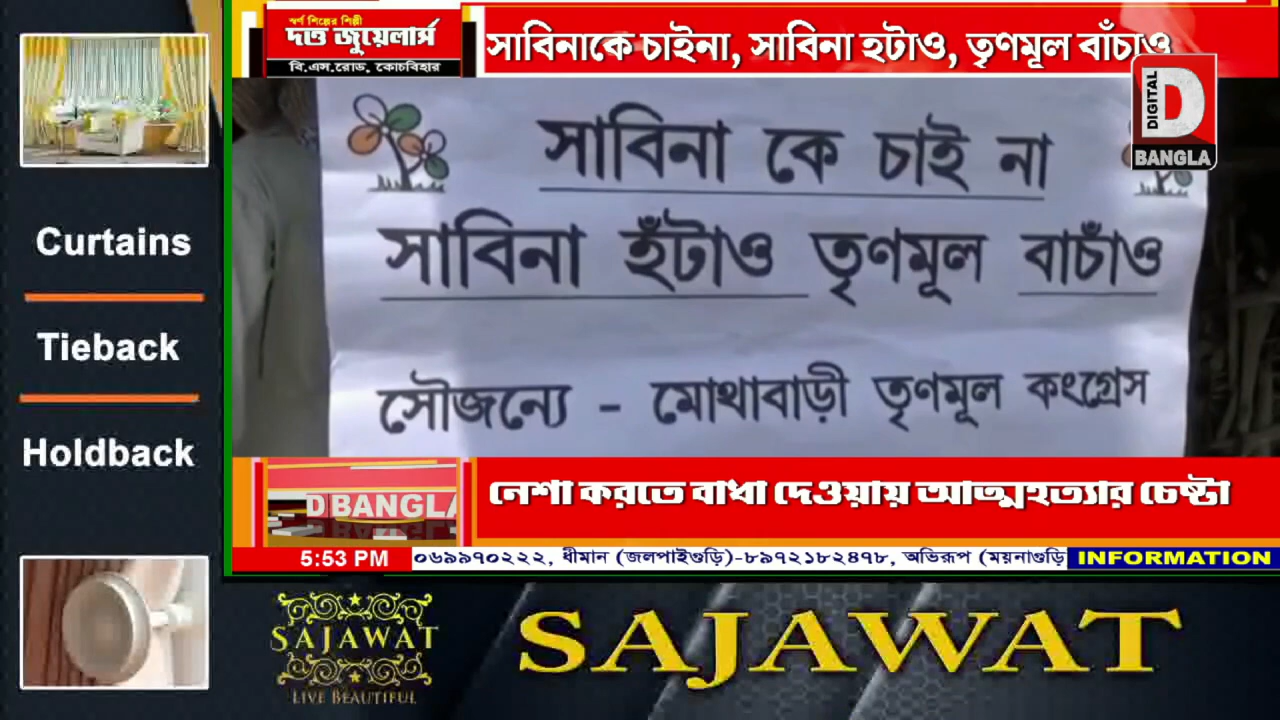 স্বর্ণ শিল্পের শিল্পী
দত্ত জুয়েলার্স
বি.এস.রোড, কোচবিহার
সাবিনাকে চাইনা, সাবিনা হটাও, তৃণমূল বাঁচাও
DIGITAL
BANGLA
সাবিনা কে চাই না
সাবিনা হঁটাও তৃণমূল বাচাঁও
সৌজন্যে - মোথাবাড়ী তৃণমূল কংগ্রেস
Curtains
Tieback
Holdback
D BANGLA
নেশা করতে বাধা দেওয়ায় আত্মহত্যার চেষ্টা
5:53 PM
০৬৯৯৭০২২২, ধীমান (জলপাইগুড়ি)-৮৯৭২১৮২৪৭৮, অভিরূপ (ময়নাগুড়ি
INFORMATION
SAJAWAT
LIVE BEAUTIFUL
SAJAWAT